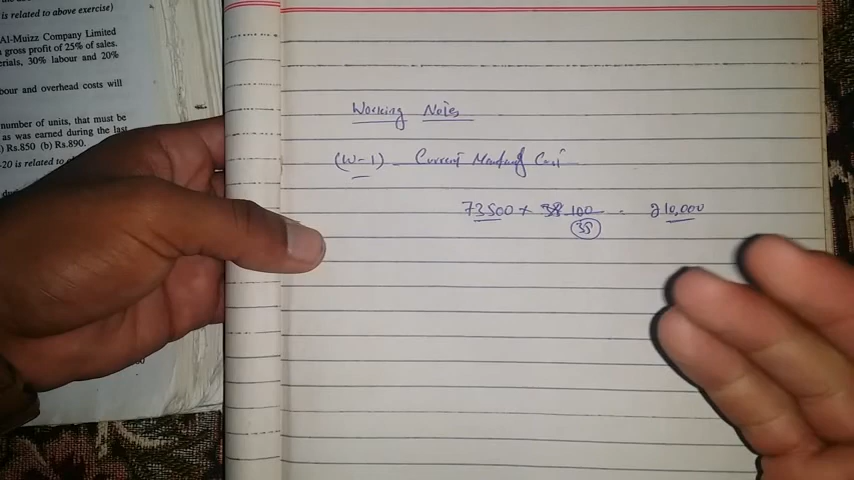 is related to above exercise)
Al-Muizz Company Limited
gross profit of 25% of sales.
erials, 30% labour and 20%
bour and overhead costs will
number of units, that must be
as was earned during the last
) Rs.850 (b) Rs.890.
-20 is related to
Working Notes
(W-1) Current Manfang Cost
73500 × 100 = 210,000
35